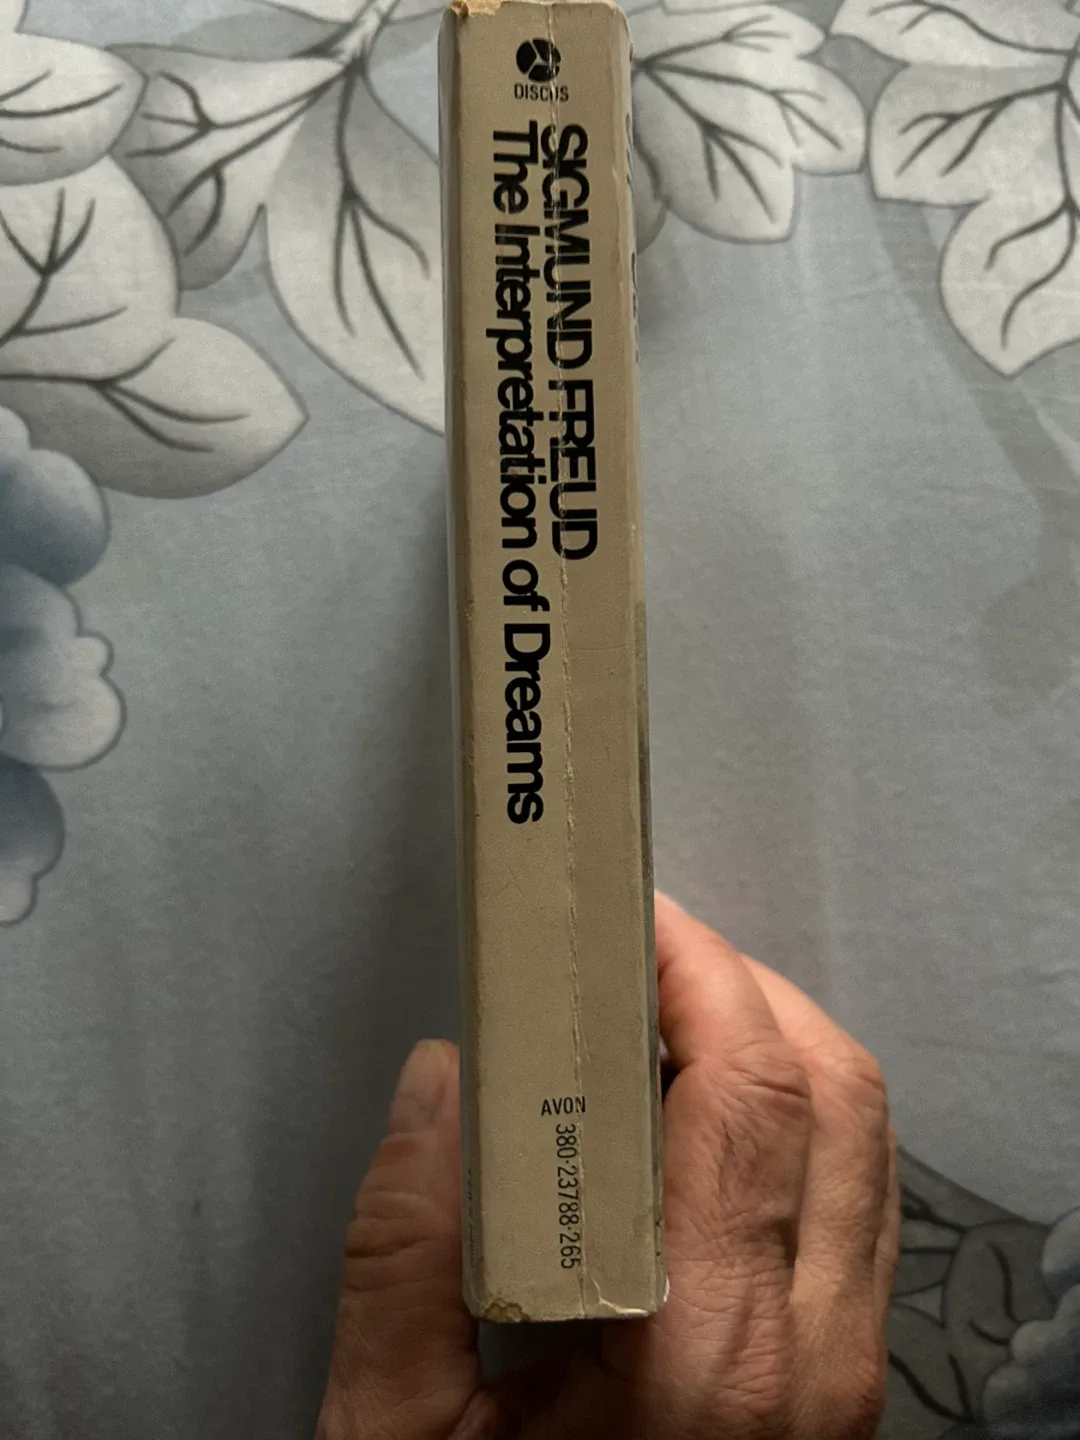 DISCUS
SIGMUND FREUD
The Interpretation of Dreams
AVON
380·23788·265